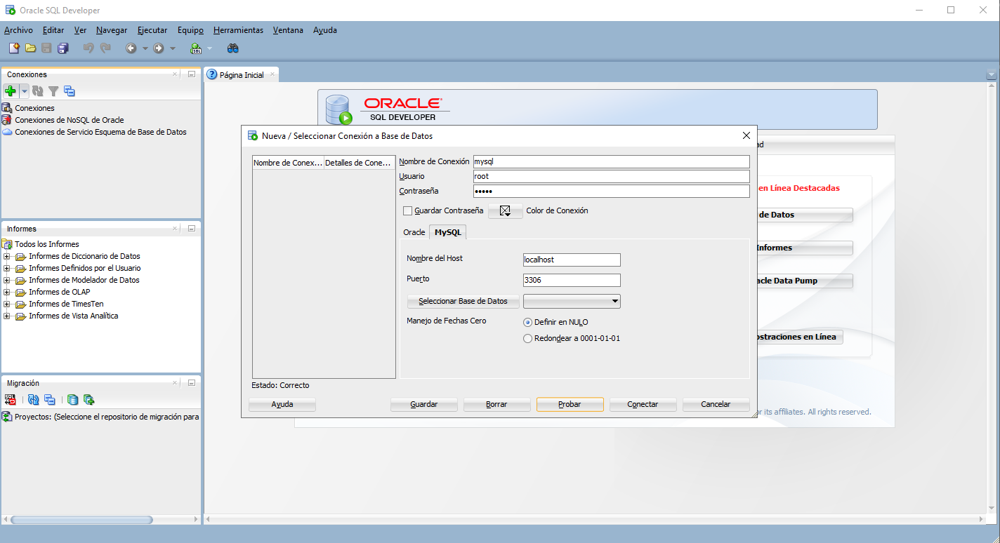 Oracle SQL Developer
Archivo Editar Ver Navegar Ejecutar Equipo Herramientas Ventana Ayuda
Conexiones
Conexiones
Conexiones de NoSQL de Oracle
Conexiones de Servicio Esquema de Base de Datos
Informes
Todos los Informes
Informes de Diccionario de Datos
Informes Definidos por el Usuario
Informes de Modelador de Datos
Informes de OLAP
Informes de TimesTen
Informes de Vista Analítica
Migración
Proyectos: (Seleccione el repositorio de migración para
Página Inicial
ORACLE
SQL DEVELOPER
Nueva / Seleccionar Conexión a Base de Datos
Nombre de Conex... Detalles de Cone...
Nombre de Conexión mysql
Usuario root
Contraseña •••••
Guardar Contraseña Color de Conexión
Oracle MySQL
Nombre del Host localhost
Puerto 3306
Seleccionar Base de Datos
Manejo de Fechas Cero Definir en NULO
Redondear a 0001-01-01
Estado: Correcto
Ayuda Guardar Borrar Probar Conectar Cancelar
ad
en Línea Destacadas
de Datos
Informes
acle Data Pump
ostraciones en Línea
or its affiliates. All rights reserved.